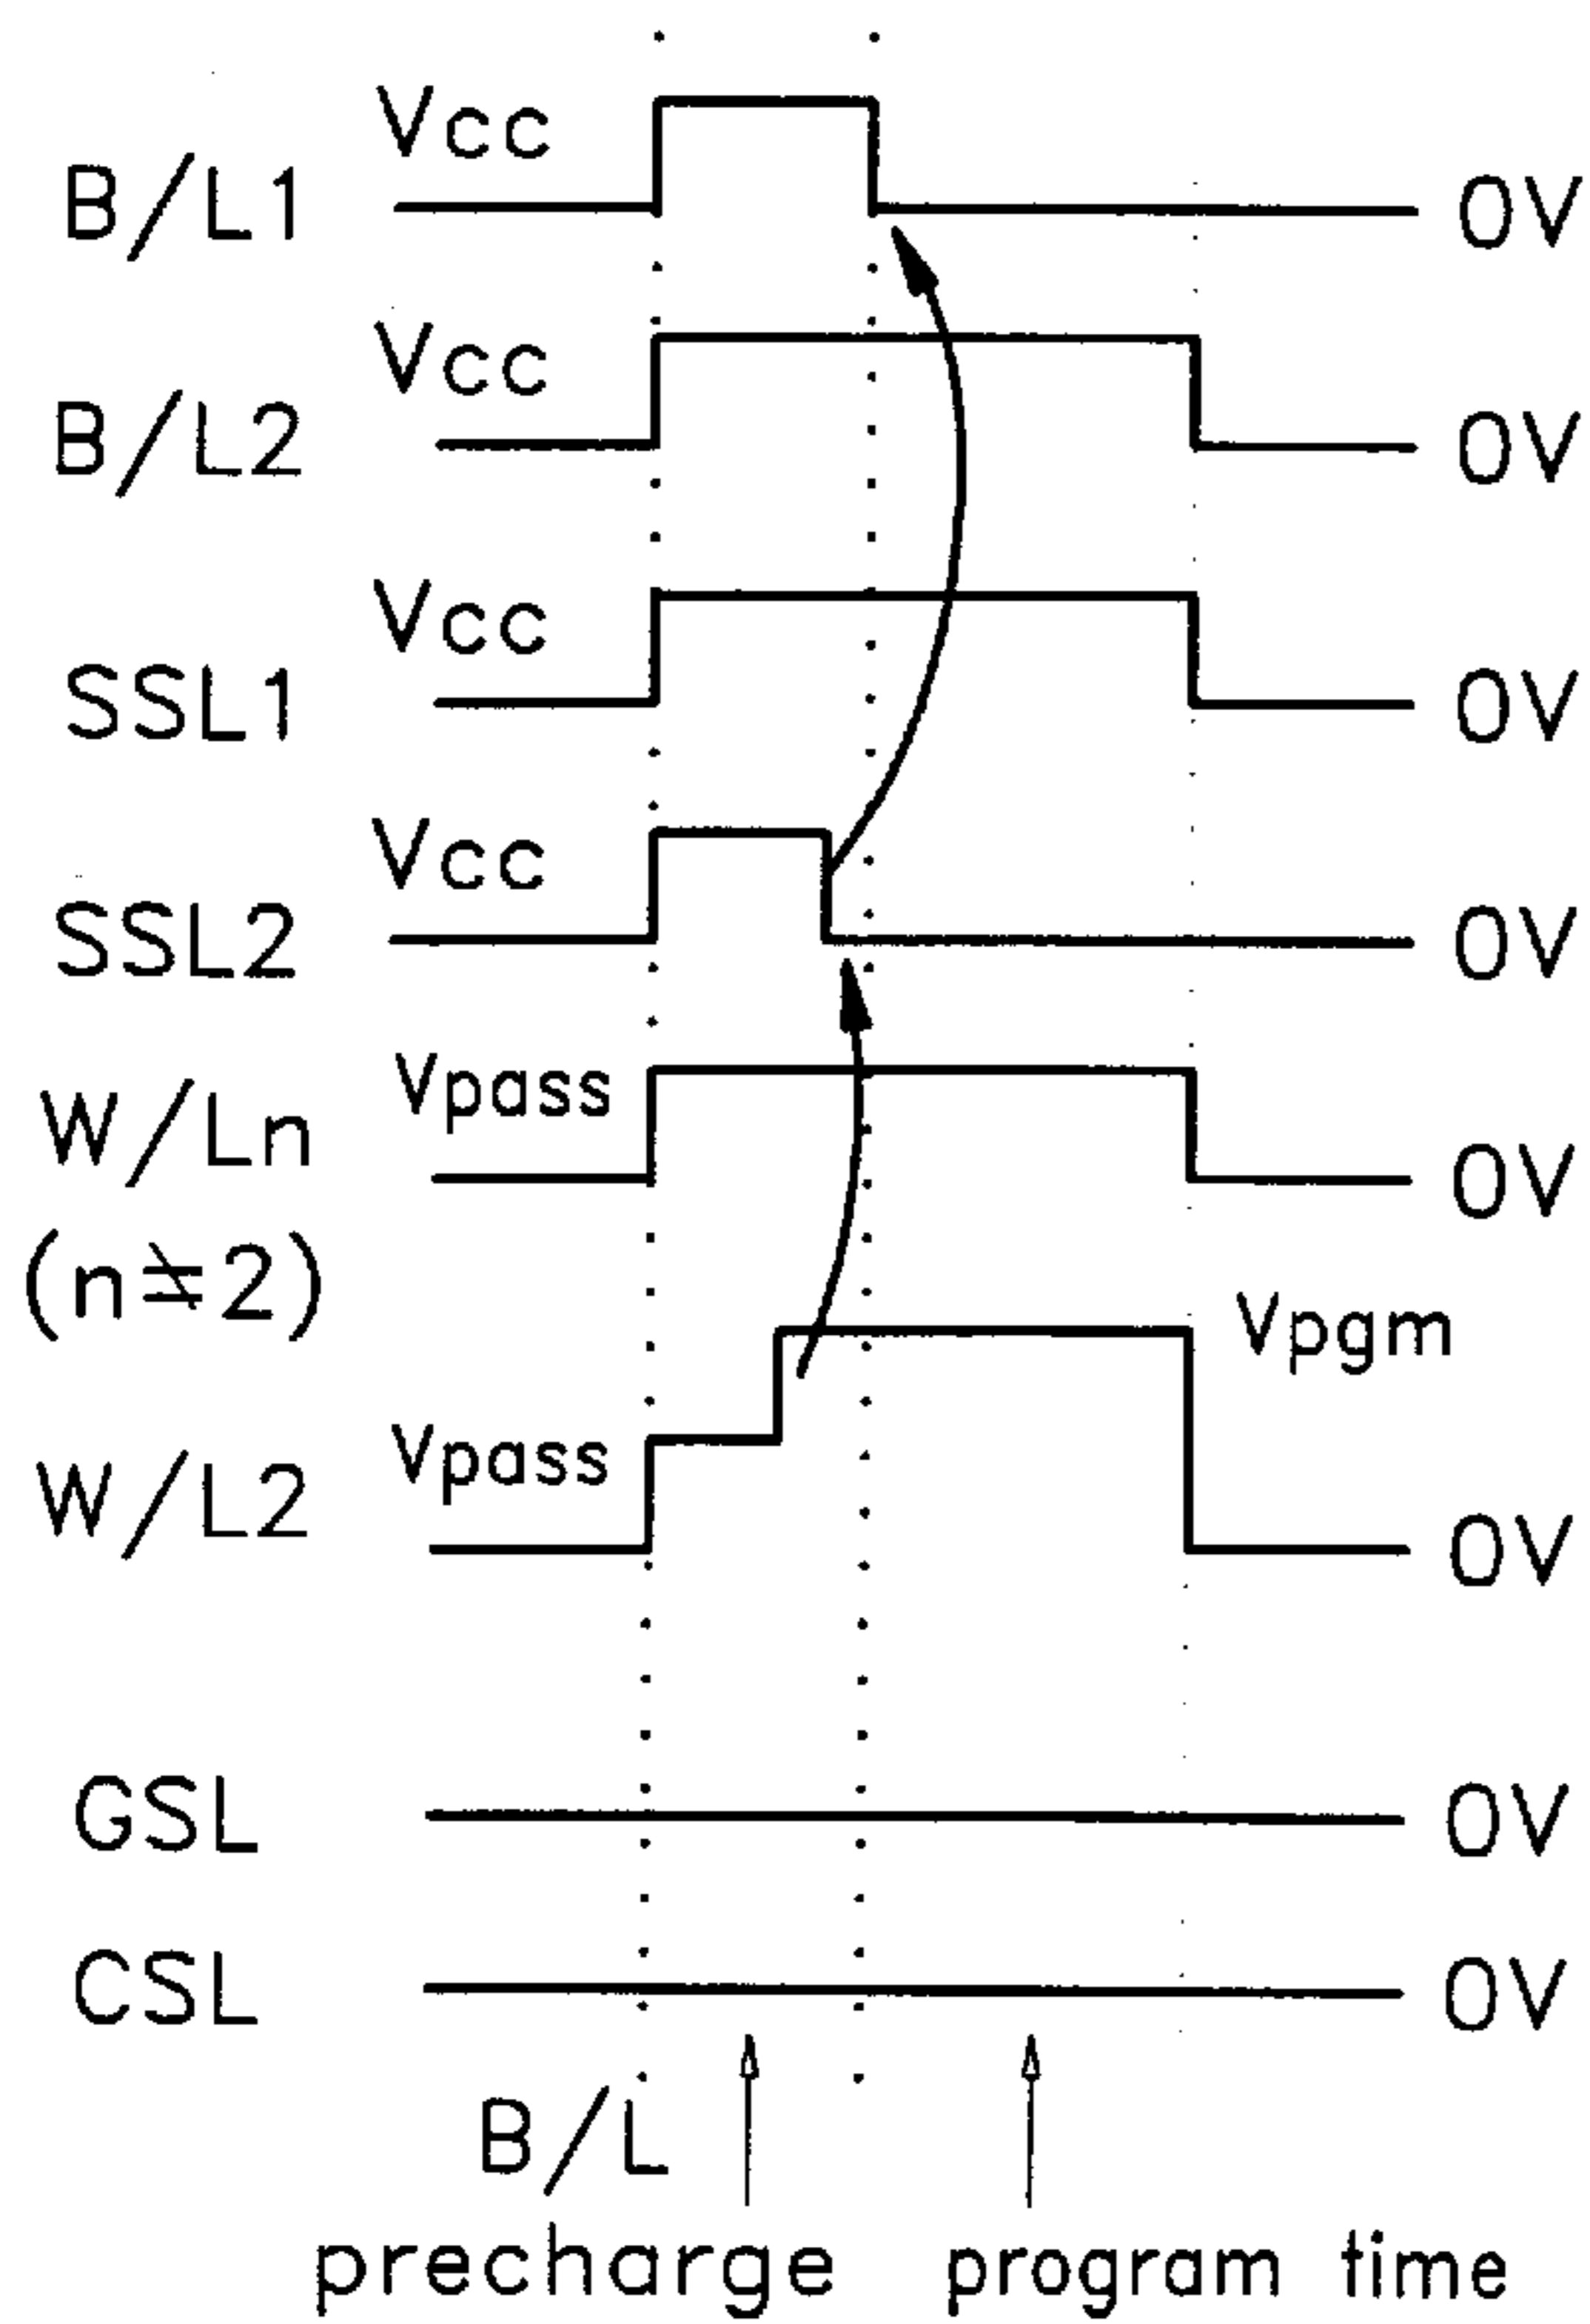 Vcc
B/L1 0V
Vcc
B/L2 0V
Vcc
SSL1 0V
Vcc
SSL2 0V
Vpass
W/Ln 0V
(n≠2)
Vpgm
Vpass
W/L2 0V
GSL 0V
CSL 0V
B/L
precharge program time